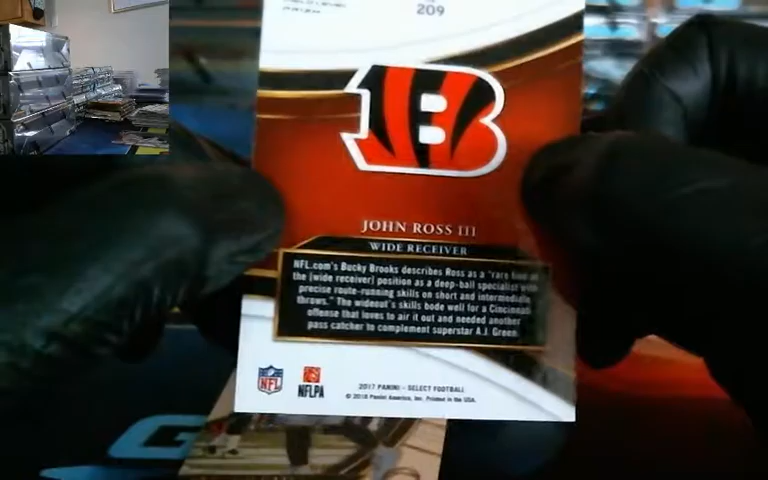 209
B
JOHN ROSS III
WIDE RECEIVER
NFL.com's Bucky Brooks describes Ross as a "rare
the [wide receiver] position as a deep-ball specialist with
precise route-running skills on short and intermediate
throws." The wideout's skills bode well for a Cincinnati
offense that loves to air it out and needed another
pass catcher to complement superstar A.J. Green.
NFL
NFLPA
2017 PANINI - SELECT FOOTBALL
© 2018 Panini America, Inc. Printed in the USA.
G